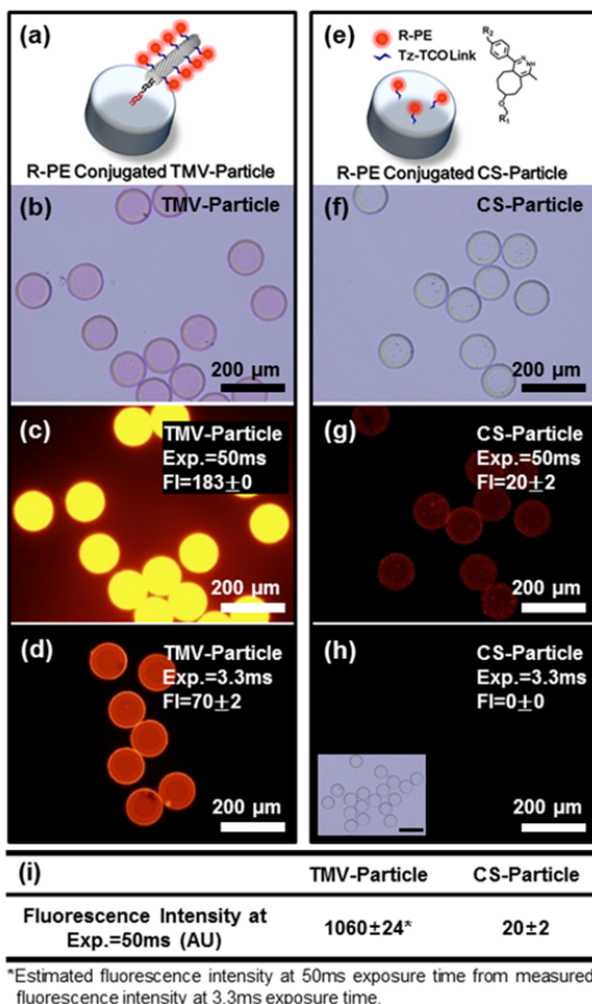 (a)
R-PE Conjugated TMV-Particle
(b)
TMV-Particle
200 µm
(c)
TMV-Particle
Exp.=50ms
FI=183±0
200 µm
(d)
TMV-Particle
Exp.=3.3ms
FI=70±2
200 µm
(e)
R-PE
Tz-TCO Link
R2
N
NH
O
R1
R-PE Conjugated CS-Particle
(f)
CS-Particle
200 µm
(g)
CS-Particle
Exp.=50ms
FI=20±2
200 µm
(h)
CS-Particle
Exp.=3.3ms
FI=0±0
200 µm
(i)
TMV-Particle CS-Particle
Fluorescence Intensity at 
Exp.=50ms (AU)
1060±24* 20±2
*Estimated fluorescence intensity at 50ms exposure time from measured
fluorescence intensity at 3.3ms exposure time.